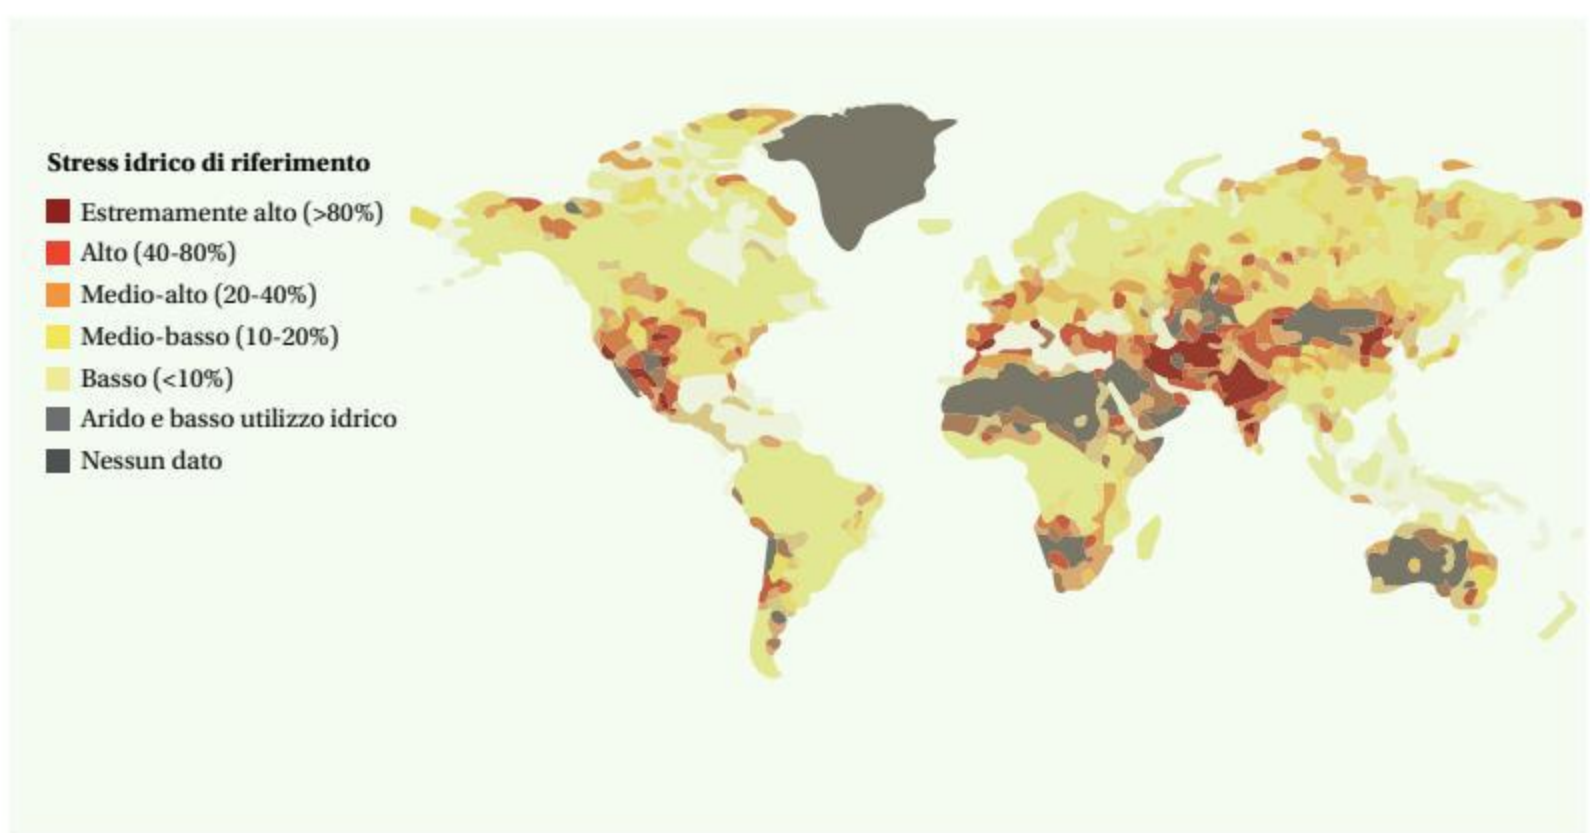 Stress idrico di riferimento
Estremamente alto (>80%)
Alto (40-80%)
Medio-alto (20-40%)
Medio-basso (10-20%)
Basso (<10%)
Arido e basso utilizzo idrico
Nessun dato